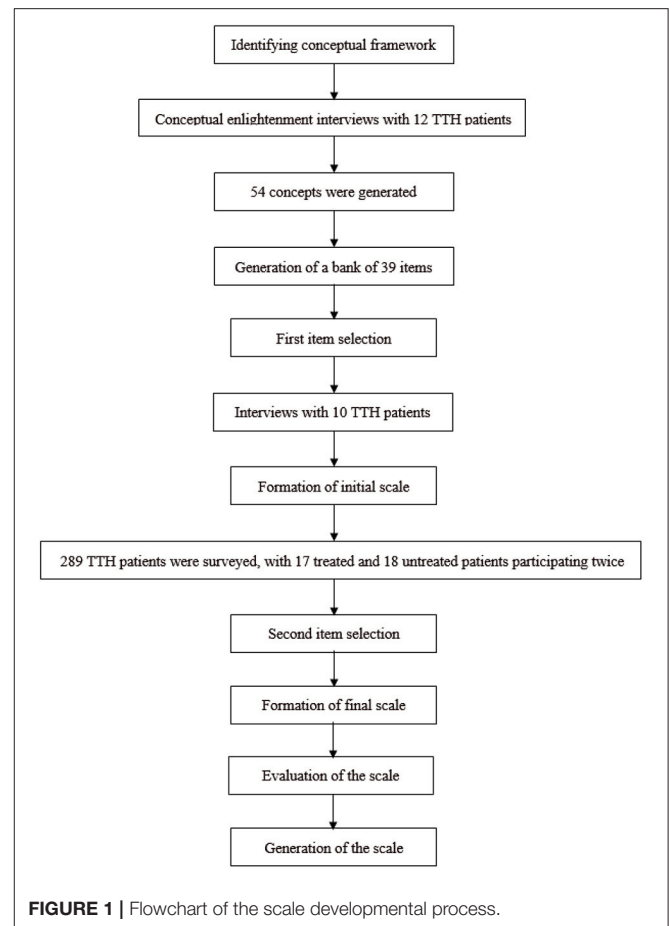 Identifying conceptual framework
Conceptual enlightenment interviews with 12 TTH patients
54 concepts were generated
Generation of a bank of 39 items
First item selection
Interviews with 10 TTH patients
Formation of initial scale
289 TTH patients were surveyed, with 17 treated and 18 untreated patients participating twice
Second item selection
Formation of final scale
Evaluation of the scale
Generation of the scale
FIGURE 1 | Flowchart of the scale developmental process.